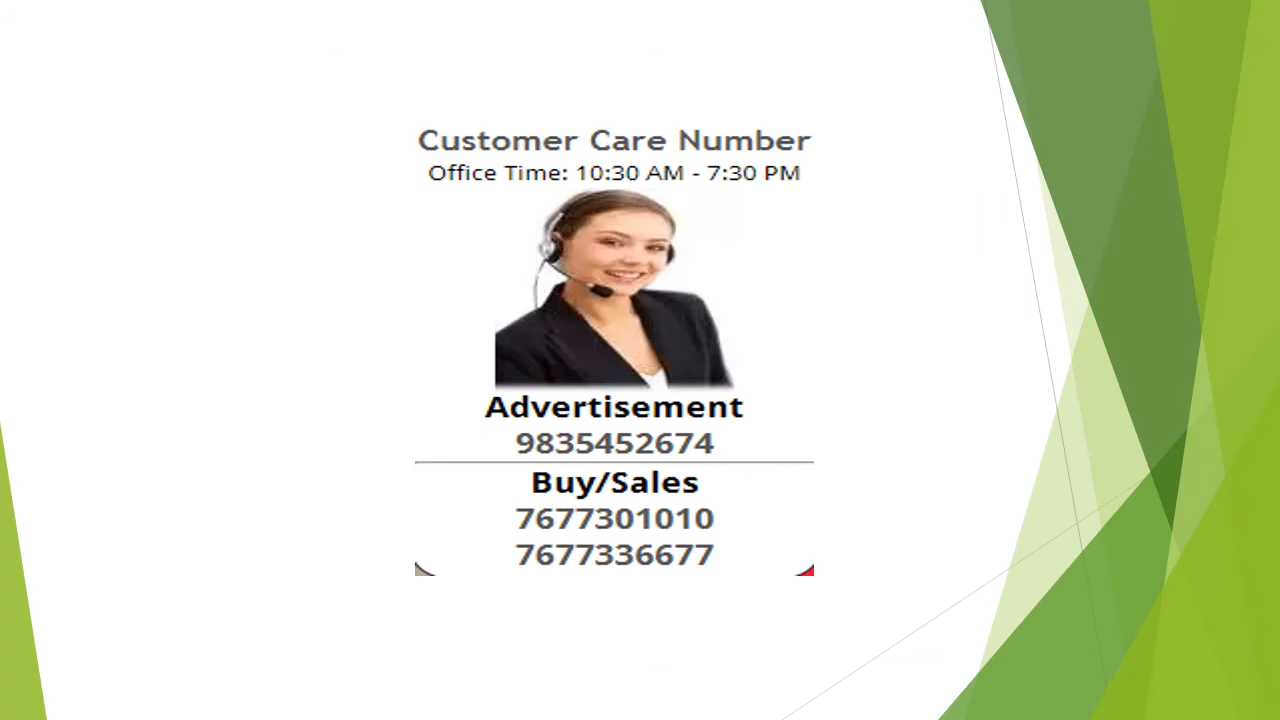 Customer Care Number
Office Time: 10:30 AM - 7:30 PM
Advertisement
9835452674
Buy/Sales
7677301010
7677336677